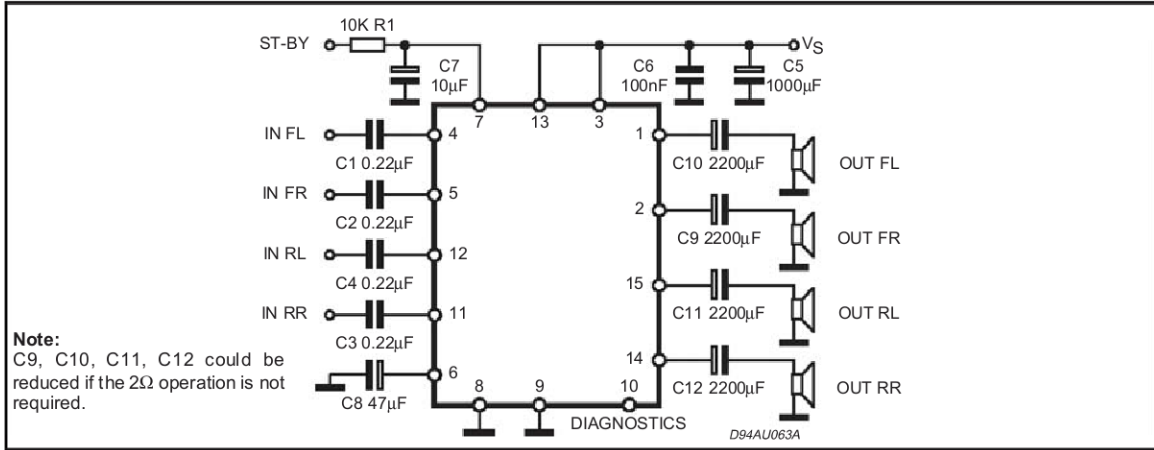 10K R1
ST-BY
C7
10μF
C6
100nF
C5
1000μF
VS
7
13
3
IN FL
C1 0.22μF
4
1
C10 2200μF
OUT FL
IN FR
C2 0.22μF
5
2
C9 2200μF
OUT FR
IN RL
C4 0.22μF
12
15
C11 2200μF
OUT RL
IN RR
C3 0.22μF
11
14
C12 2200μF
OUT RR
Note:
C9, C10, C11, C12 could be
reduced if the 2Ω operation is not
required.
C8 47μF
6
8
9
10
DIAGNOSTICS
D94AU063A